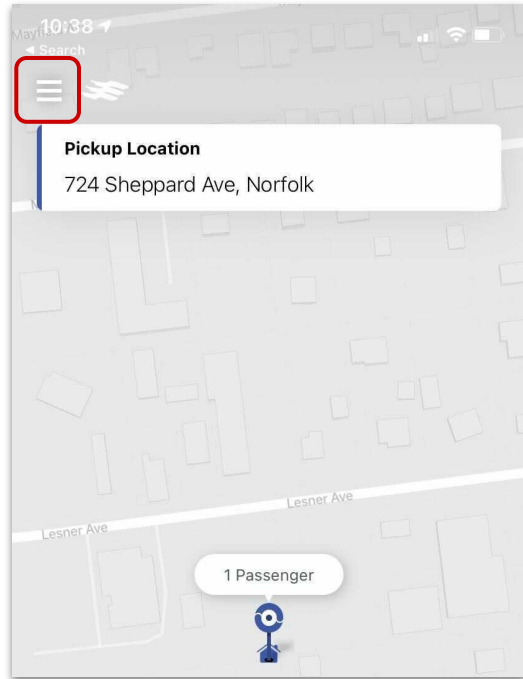 10:38
Search
Pickup Location
724 Sheppard Ave, Norfolk
Lesner Ave
Lesner Ave
1 Passenger